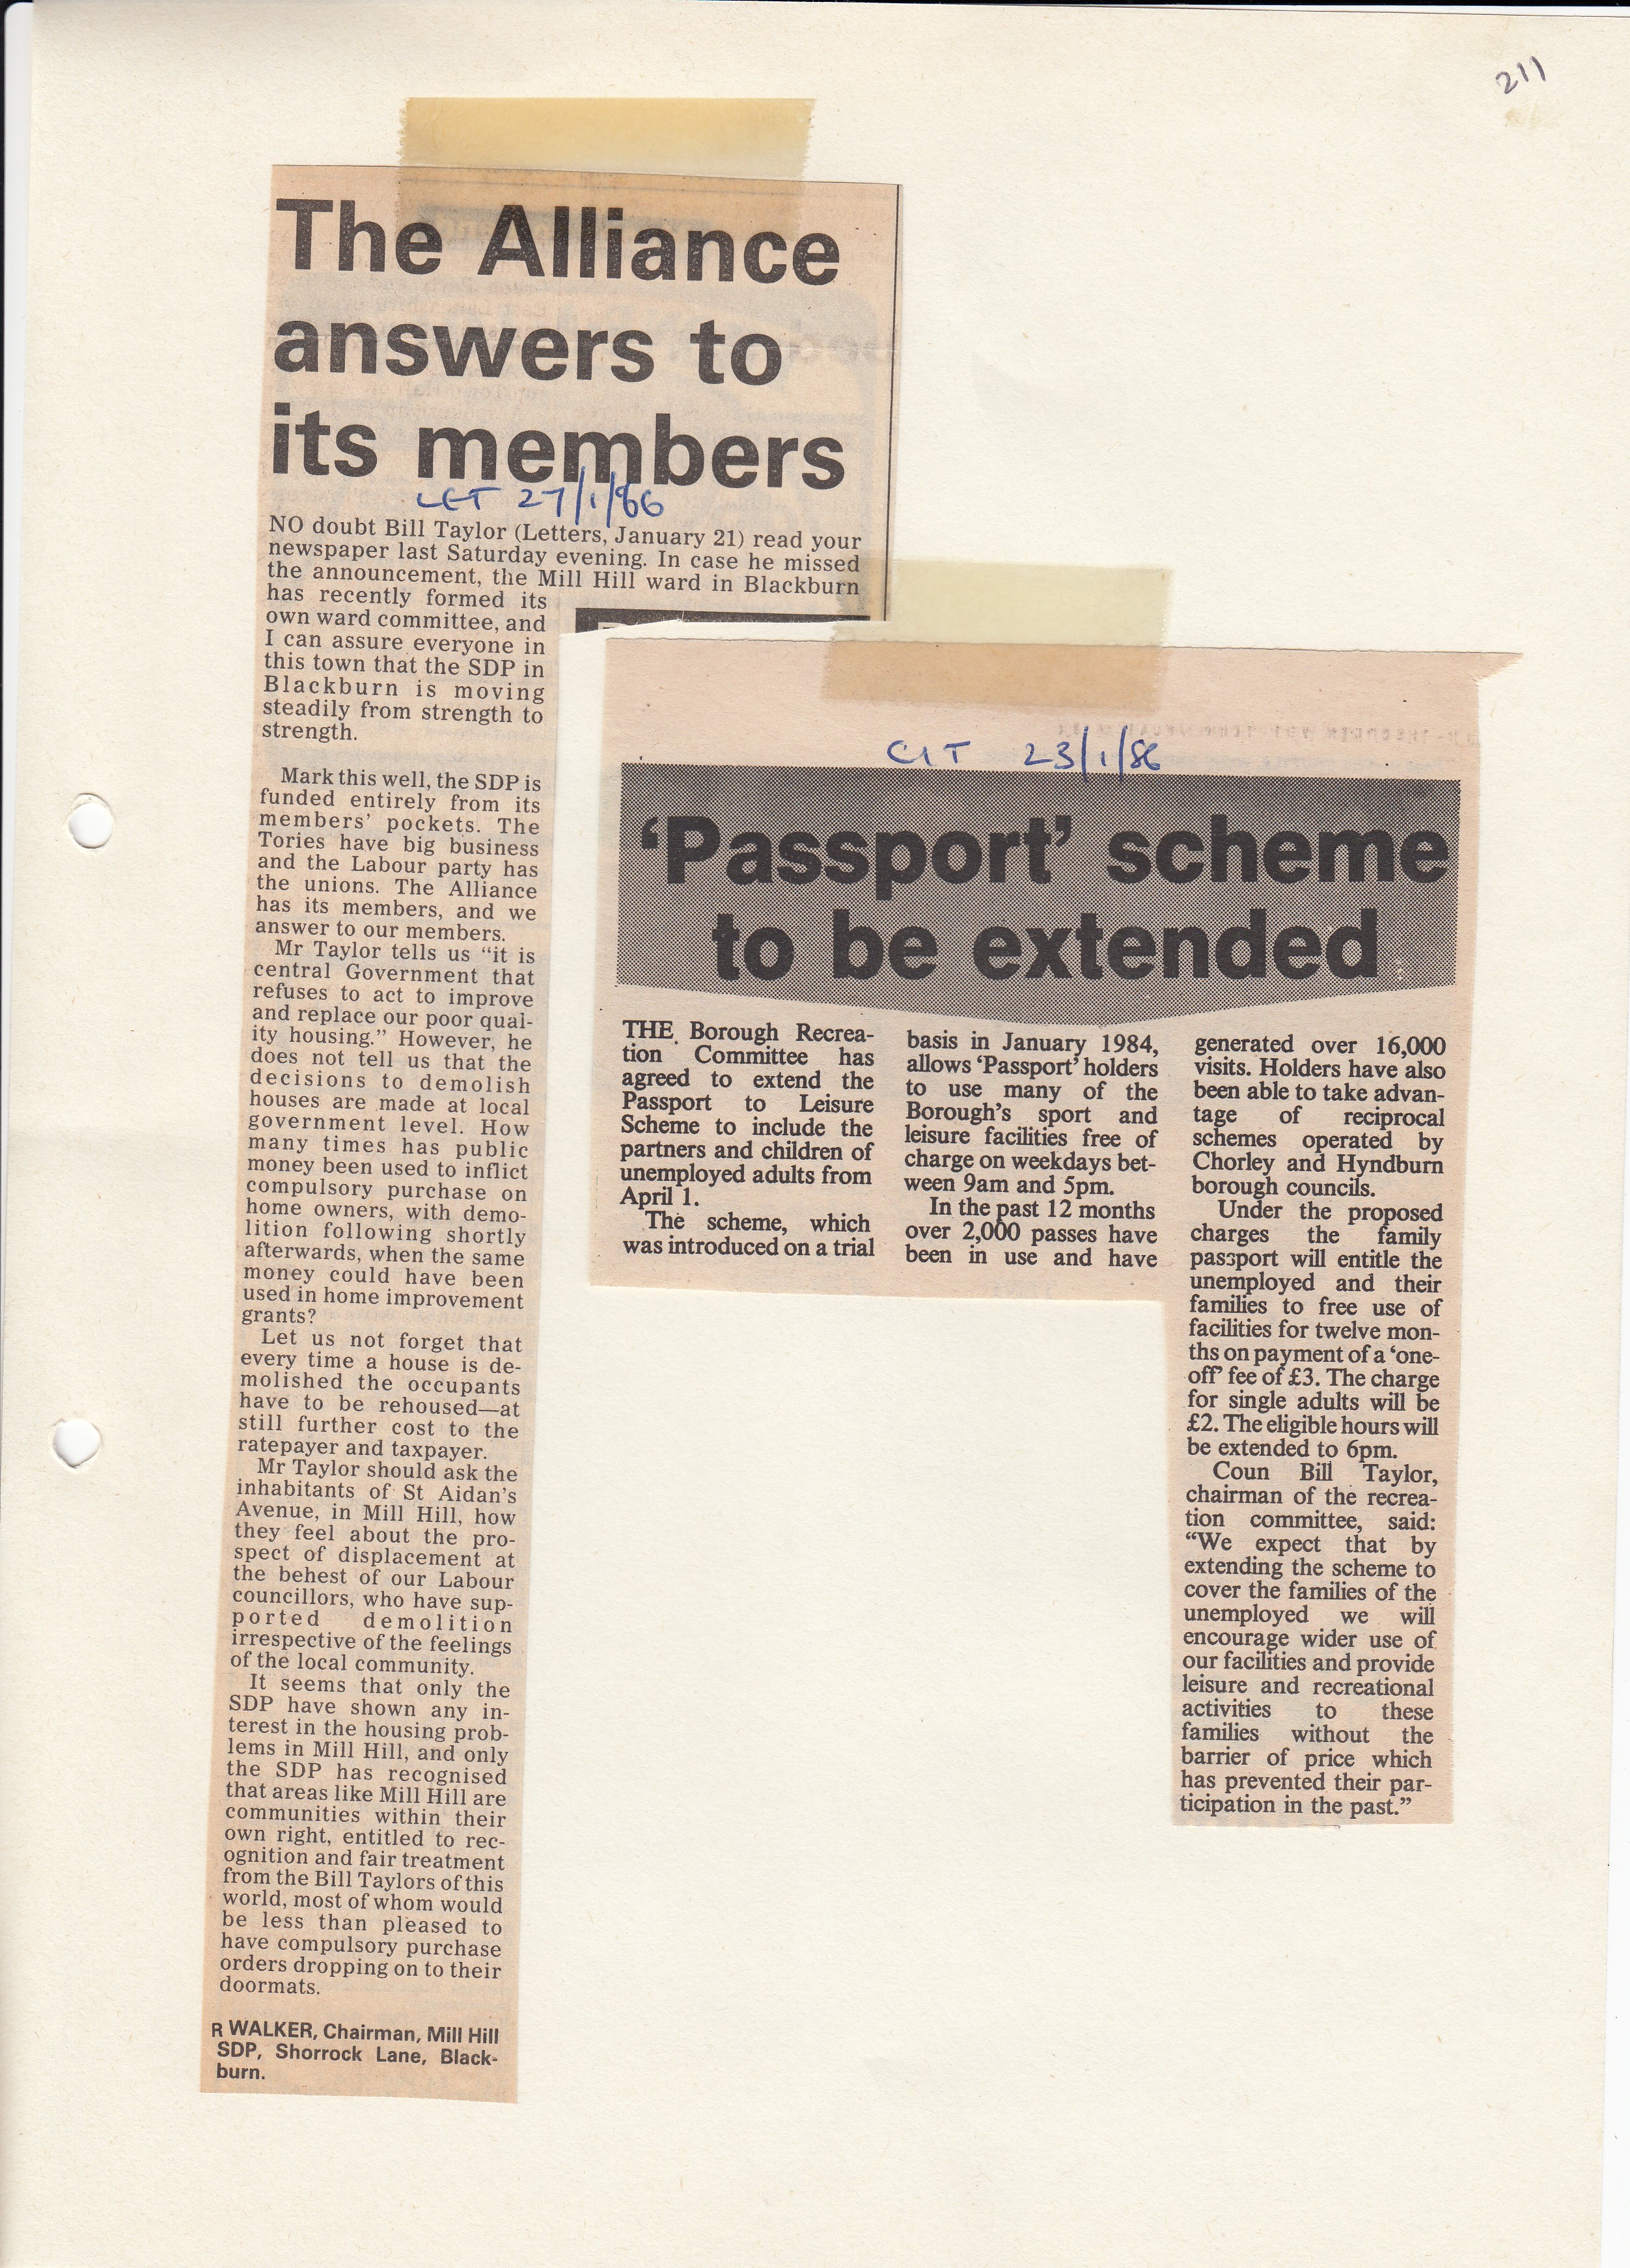 211
The Alliance
answers to
its members
LET 27/1/86
NO doubt Bill Taylor (Letters, January 21) read your
newspaper last Saturday evening. In case he missed
the announcement, the Mill Hill ward in Blackburn
has recently formed its
own ward committee, and
I can assure everyone in
this town that the SDP in
Blackburn is moving
steadily from strength to
strength.
Mark this well, the SDP is
funded entirely from its
members' pockets. The
Tories have big business
and the Labour party has
the unions. The Alliance
has its members, and we
answer to our members.
Mr Taylor tells us "it is
central Government that
refuses to act to improve
and replace our poor qual-
ity housing." However, he
does not tell us that the
decisions to demolish
houses are made at local
government level. How
many times has public
money been used to inflict
compulsory purchase on
home owners, with demo-
lition following shortly
afterwards, when the same
money could have been
used in home improvement
grants?
Let us not forget that
every time a house is de-
molished the occupants
have to be rehoused—at
still further cost to the
ratepayer and taxpayer.
Mr Taylor should ask the
inhabitants of St Aidan's
Avenue, in Mill Hill, how
they feel about the pro-
spect of displacement at
the behest of our Labour
councillors, who have sup-
ported demolition
irrespective of the feelings
of the local community.
It seems that only the
SDP have shown any in-
terest in the housing prob-
lems in Mill Hill, and only
the SDP has recognised
that areas like Mill Hill are
communities within their
own right, entitled to rec-
ognition and fair treatment
from the Bill Taylors of this
world, most of whom would
be less than pleased to
have compulsory purchase
orders dropping on to their
doormats.
R WALKER, Chairman, Mill Hill
SDP, Shorrock Lane, Black-
burn.
CIT 23/1/86
'Passport' scheme
to be extended
THE Borough Recrea-
tion Committee has
agreed to extend the
Passport to Leisure
Scheme to include the
partners and children of
unemployed adults from
April 1.
The scheme, which
was introduced on a trial
basis in January 1984,
allows 'Passport' holders
to use many of the
Borough's sport and
leisure facilities free of
charge on weekdays bet-
ween 9am and 5pm.
In the past 12 months
over 2,000 passes have
been in use and have
generated over 16,000
visits. Holders have also
been able to take advan-
tage of reciprocal
schemes operated by
Chorley and Hyndburn
borough councils.
Under the proposed
charges the family
passport will entitle the
unemployed and their
families to free use of
facilities for twelve mon-
ths on payment of a 'one-
off' fee of £3. The charge
for single adults will be
£2. The eligible hours will
be extended to 6pm.
Coun Bill Taylor,
chairman of the recrea-
tion committee, said:
"We expect that by
extending the scheme to
cover the families of the
unemployed we will
encourage wider use of
our facilities and provide
leisure and recreational
activities to these
families without the
barrier of price which
has prevented their par-
ticipation in the past."